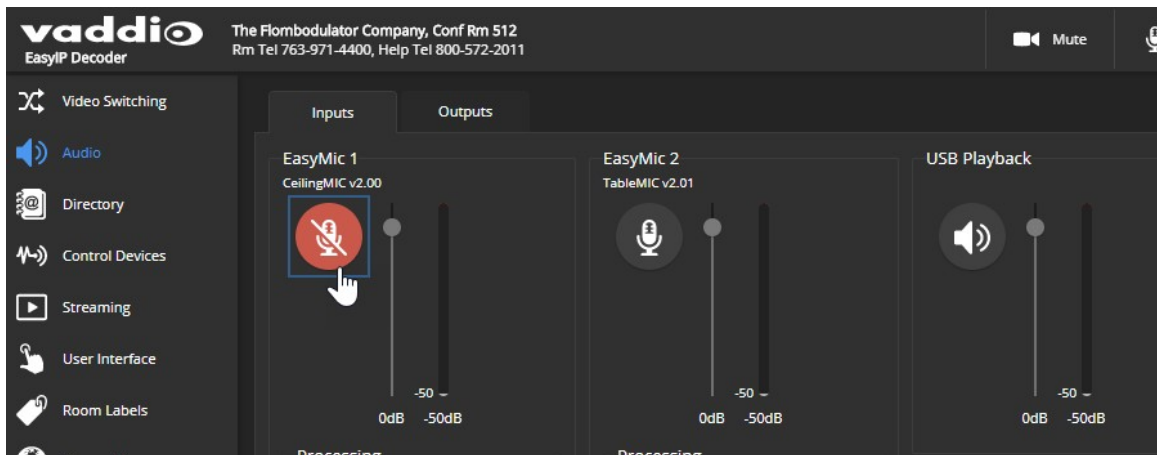 vaddio
EasyIP Decoder
The Flombodulator Company, Conf Rm 512
Rm Tel 763-971-4400, Help Tel 800-572-2011
Mute
Video Switching
Audio
Directory
Control Devices
Streaming
User Interface
Room Labels
Inputs
Outputs
EasyMic 1
CeilingMIC v2.00
-50
0dB -50dB
Processing
EasyMic 2
TableMIC v2.01
-50
0dB -50dB
Processing
USB Playback
-50
0dB -50dB